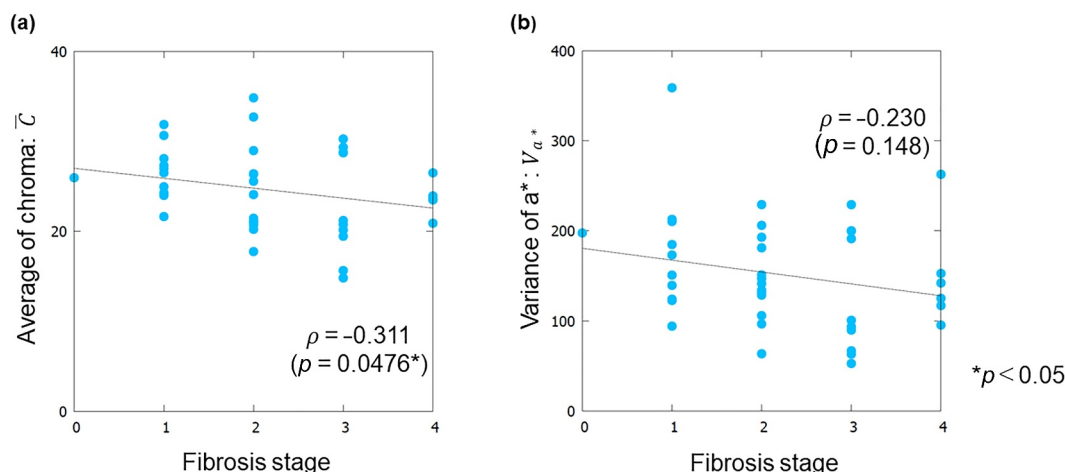 (a)
40
20
0
0 1 2 3 4
Average of chroma: C̅
Fibrosis stage
ρ = -0.311
(p = 0.0476*)
(b)
400
300
200
100
0
0 1 2 3 4
Variance of a* : Va*
Fibrosis stage
ρ = -0.230
(p = 0.148)
*p < 0.05